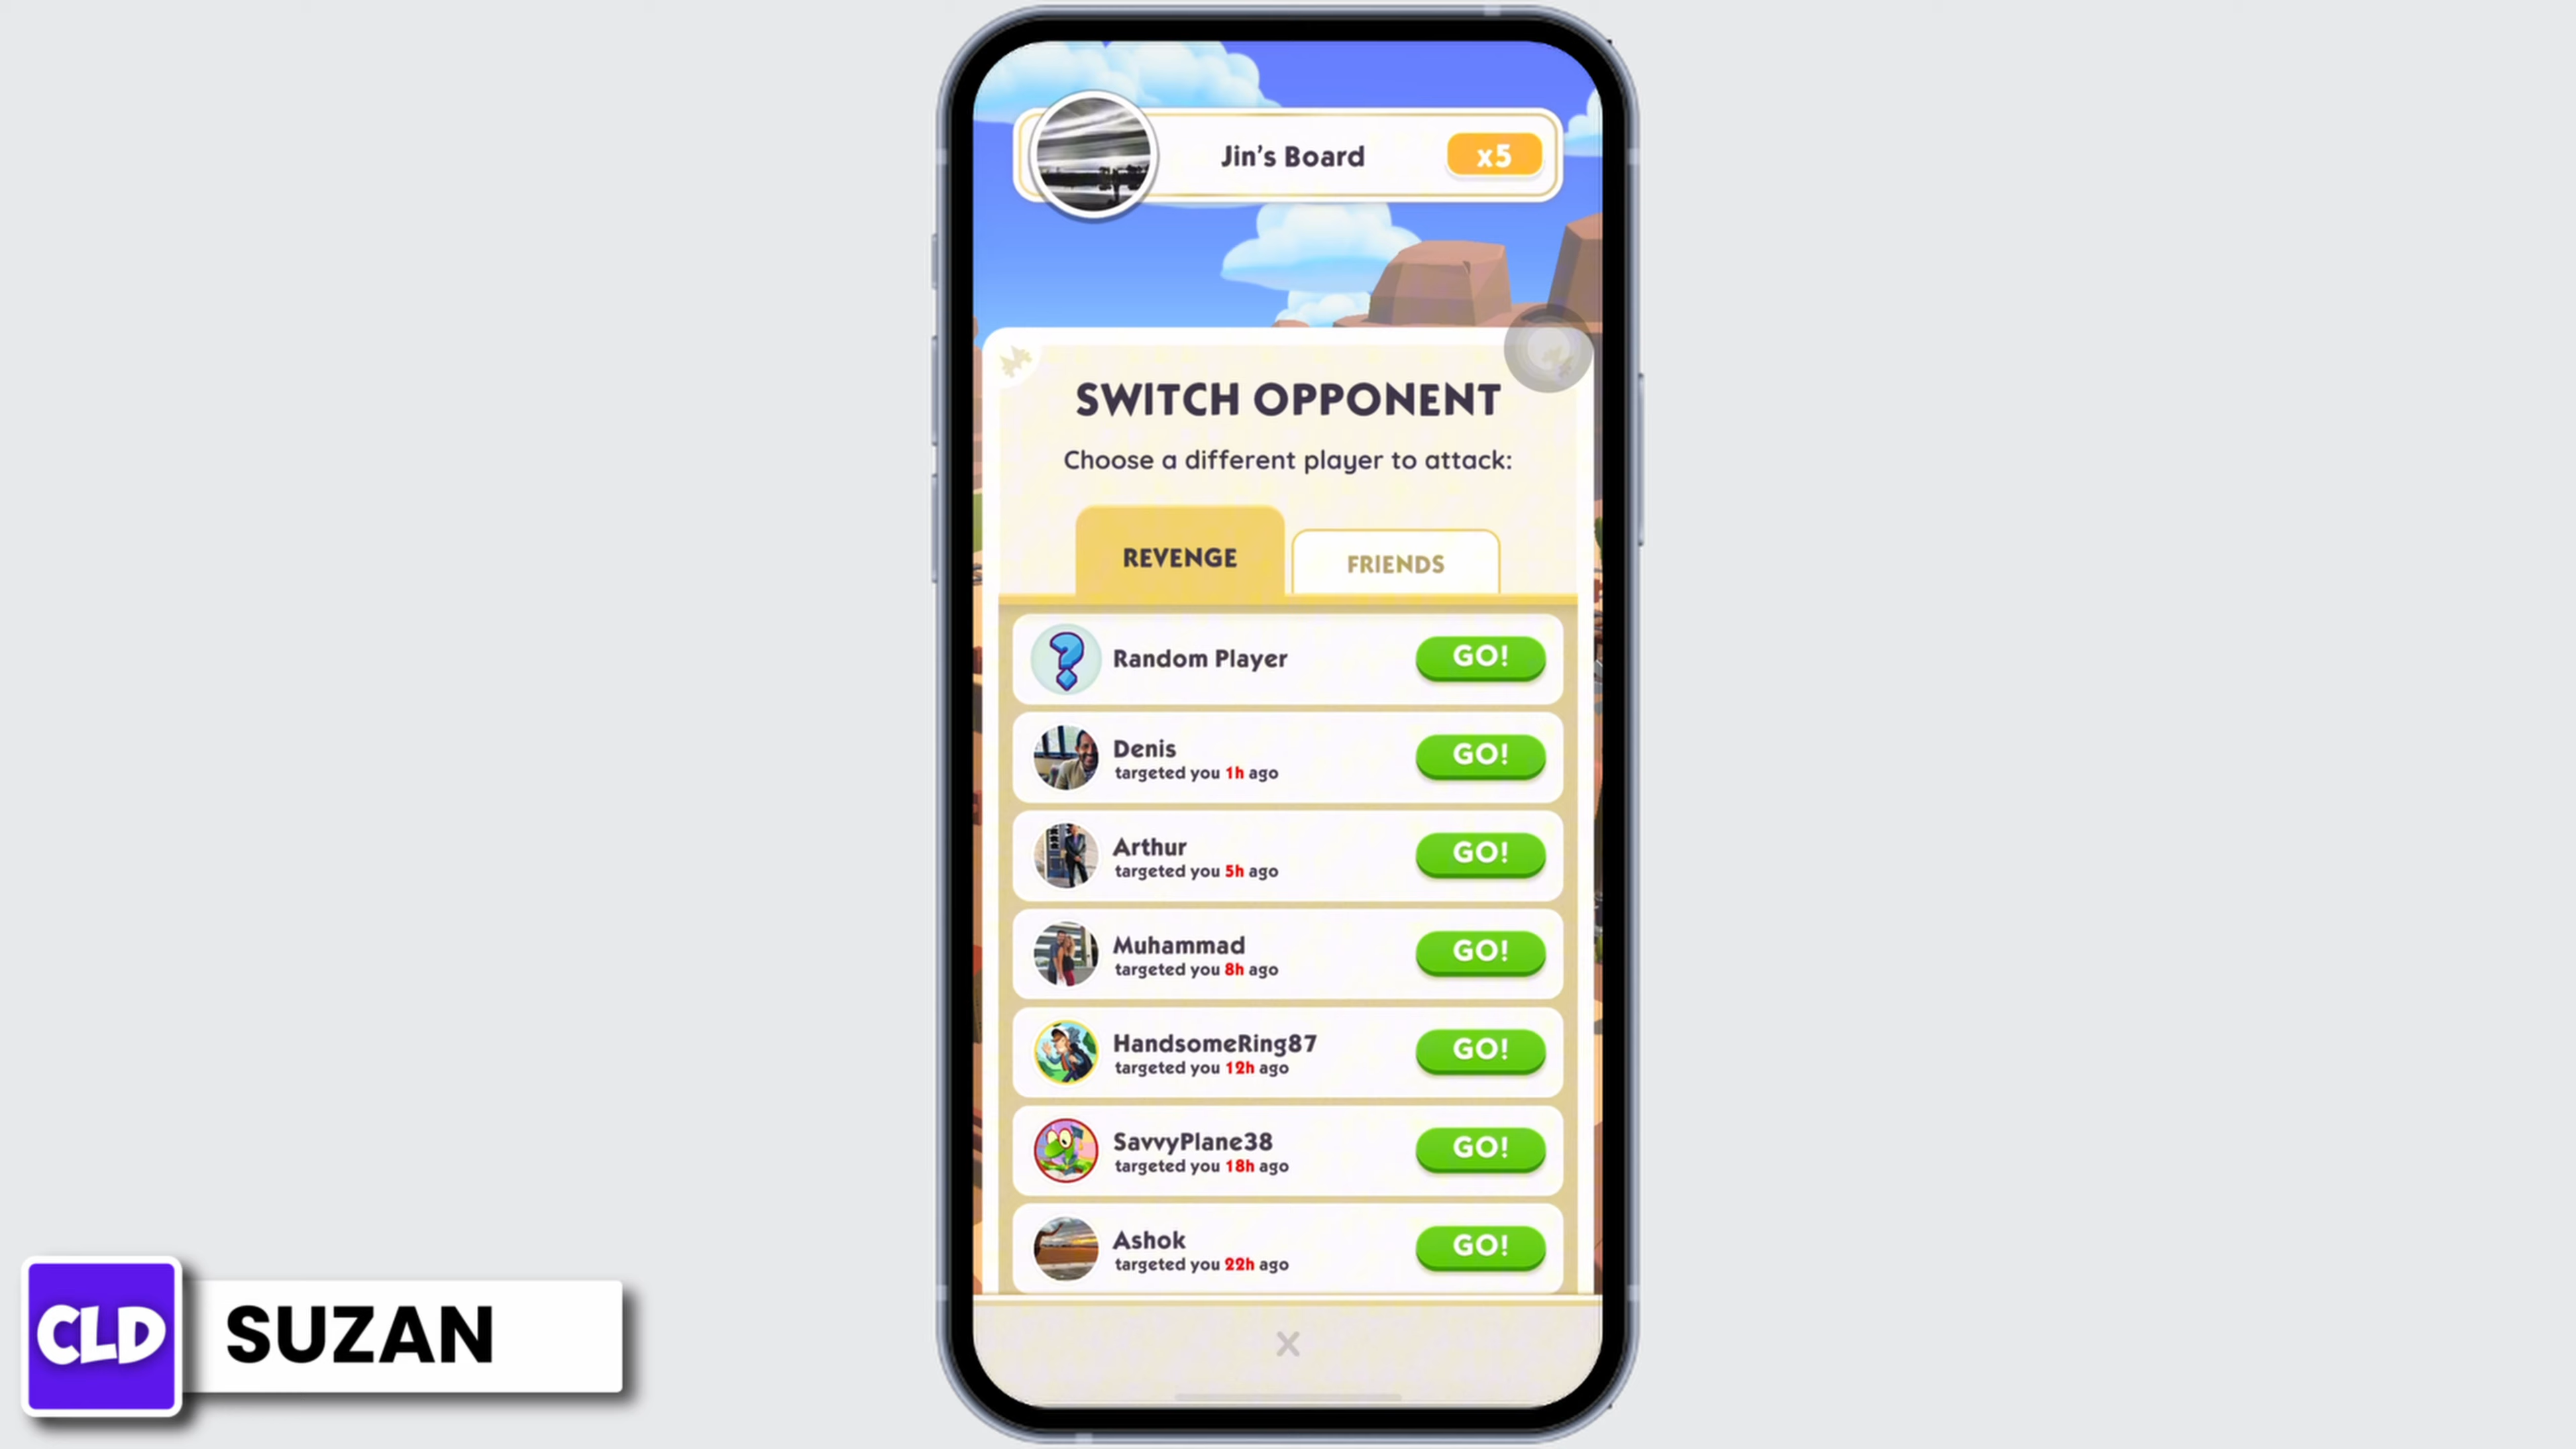 Jin's Board
x5
SWITCH OPPONENT
Choose a different player to attack:
REVENGE
FRIENDS
Random Player
GO!
Denis
targeted you 1h ago
GO!
Arthur
targeted you 5h ago
GO!
Muhammad
targeted you 8h ago
GO!
HandsomeRing87
targeted you 12h ago
GO!
SavvyPlane38
targeted you 18h ago
GO!
Ashok
targeted you 22h ago
GO!
X
CLD
SUZAN